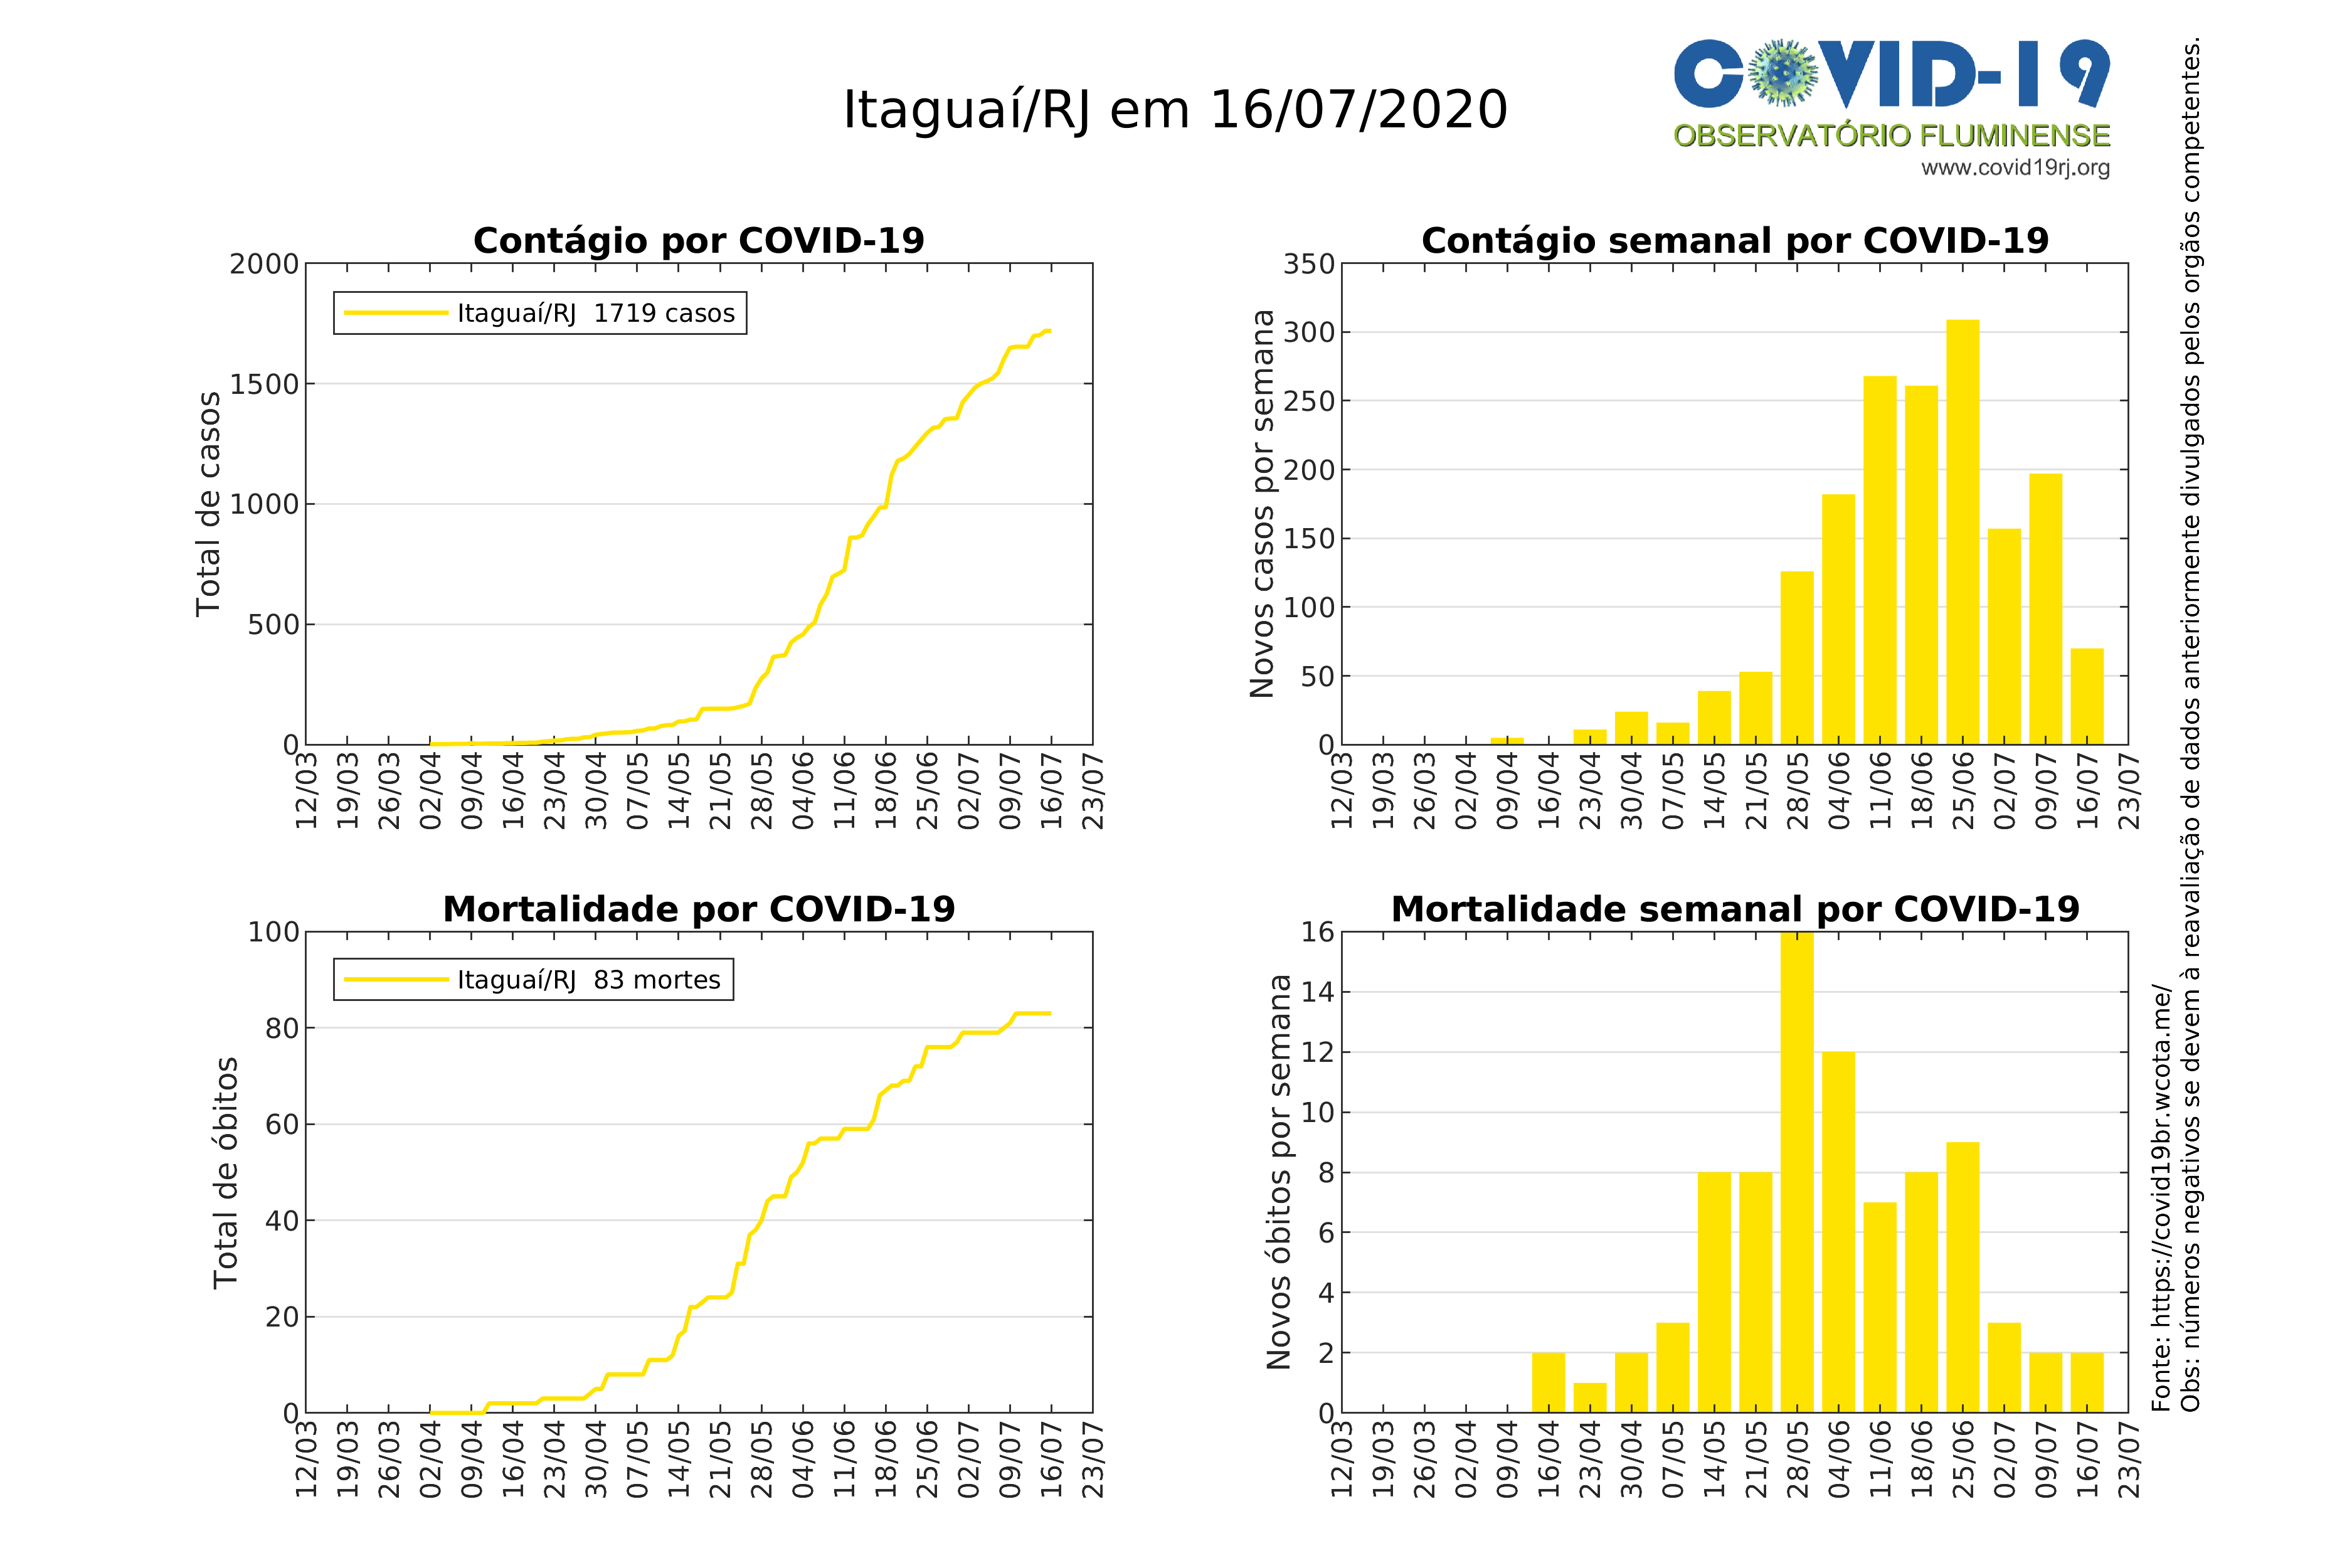 Itaguaí/RJ em 16/07/2020
COVID-19
OBSERVATÓRIO FLUMINENSE
www.covid19rj.org
Contágio por COVID-19
Total de casos
2000
1500
1000
500
0
Itaguaí/RJ 1719 casos
12/03 19/03 26/03 02/04 09/04 16/04 23/04 30/04 07/05 14/05 21/05 28/05 04/06 11/06 18/06 25/06 02/07 09/07 16/07 23/07
Contágio semanal por COVID-19
Novos casos por semana
350
300
250
200
150
100
50
0
12/03 19/03 26/03 02/04 09/04 16/04 23/04 30/04 07/05 14/05 21/05 28/05 04/06 11/06 18/06 25/06 02/07 09/07 16/07 23/07
Mortalidade por COVID-19
Total de óbitos
100
80
60
40
20
0
Itaguaí/RJ 83 mortes
12/03 19/03 26/03 02/04 09/04 16/04 23/04 30/04 07/05 14/05 21/05 28/05 04/06 11/06 18/06 25/06 02/07 09/07 16/07 23/07
Mortalidade semanal por COVID-19
Novos óbitos por semana
16
14
12
10
8
6
4
2
0
12/03 19/03 26/03 02/04 09/04 16/04 23/04 30/04 07/05 14/05 21/05 28/05 04/06 11/06 18/06 25/06 02/07 09/07 16/07 23/07
Fonte: https://covid19br.wcota.me/
Obs: números negativos se devem à reavaliação de dados anteriormente divulgados pelos orgãos competentes.